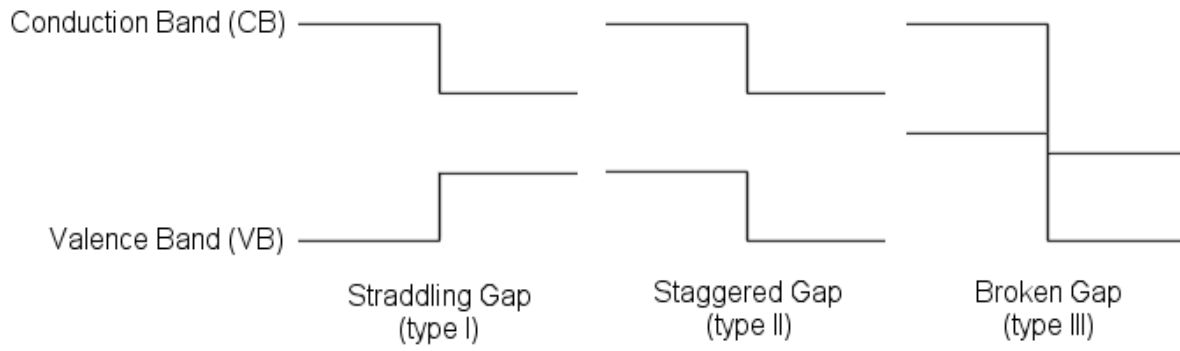 Conduction Band (CB)
Valence Band (VB)
Straddling Gap
(type I)
Staggered Gap
(type II)
Broken Gap
(type III)